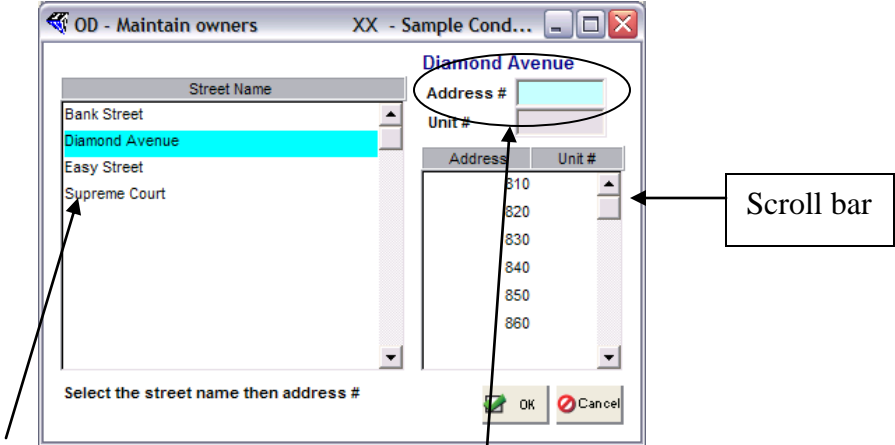 OD - Maintain owners XX - Sample Cond...
Diamond Avenue
Street Name
Address #
Bank Street
Unit #
Diamond Avenue
Address Unit #
Easy Street
810
Supreme Court
Scroll bar
820
830
840
850
860
Select the street name then address #
OK
Cancel